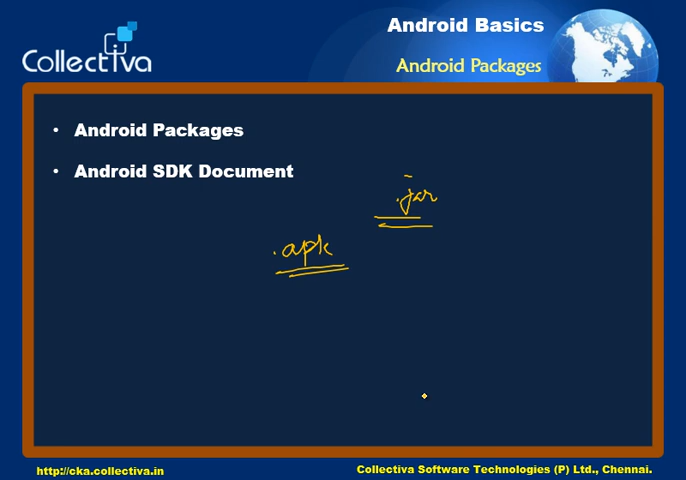 Collectiva
Android Basics
Android Packages
• Android Packages
• Android SDK Document
.jar
.apk
http://cka.collectiva.in
Collectiva Software Technologies (P) Ltd., Chennai.